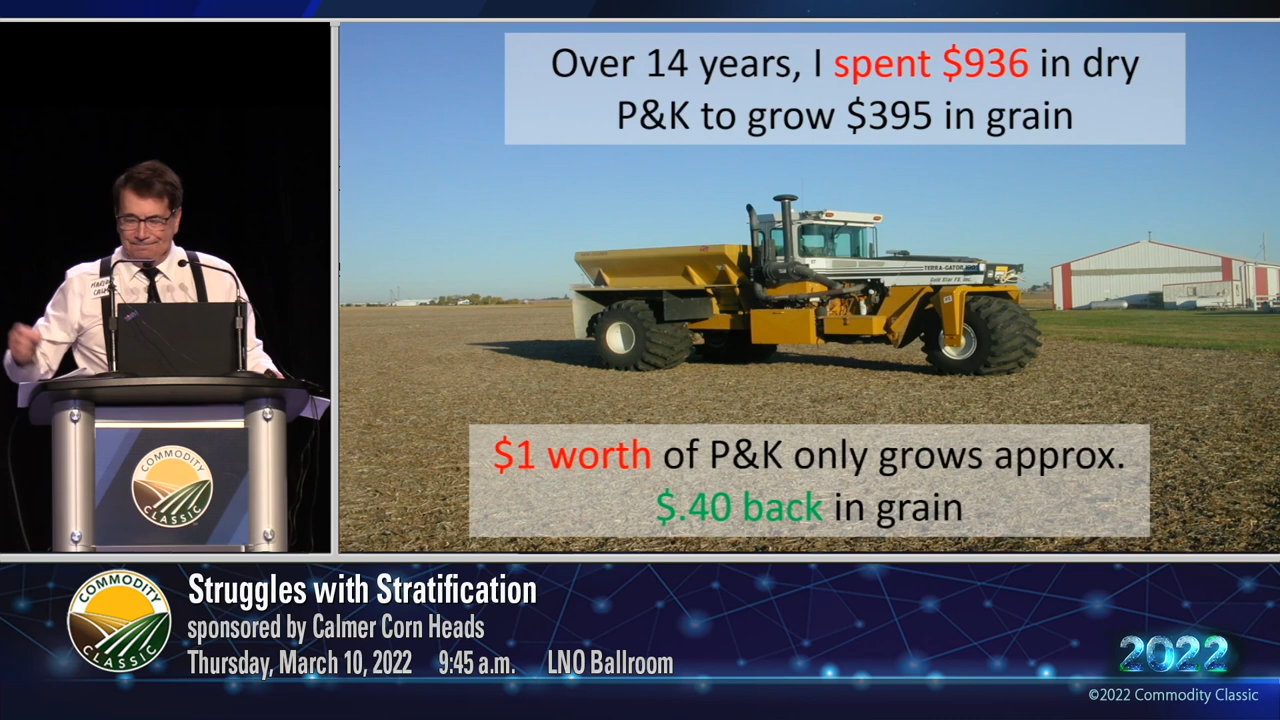 Over 14 years, I spent $936 in dry
P&K to grow $395 in grain
TERRA-GATOR
$1 worth of P&K only grows approx.
$.40 back in grain
COMMODITY
CLASSIC
COMMODITY
CLASSIC
Struggles with Stratification
sponsored by Calmer Corn Heads
Thursday, March 10, 2022 9:45 a.m. LNO Ballroom
2022
©2022 Commodity Classic